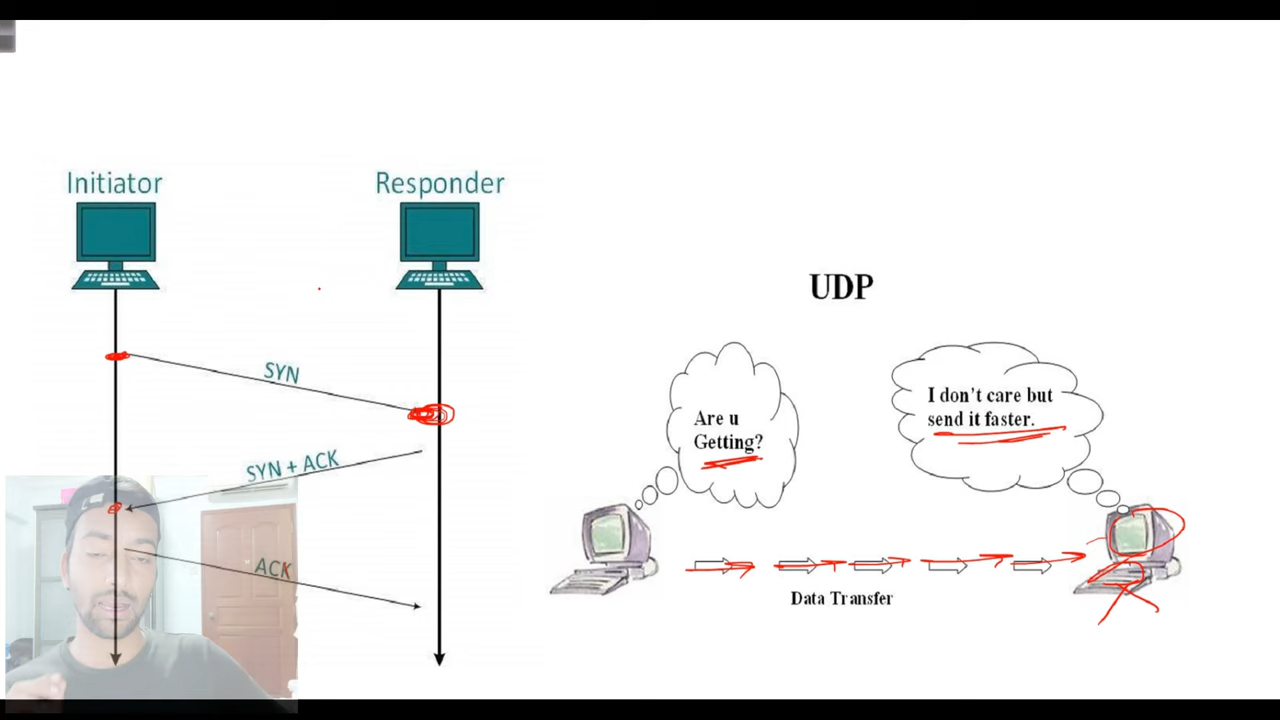 Initiator
Responder
SYN
SYN + ACK
ACK
UDP
Are u
Getting?
I don't care but
send it faster.
Data Transfer
R